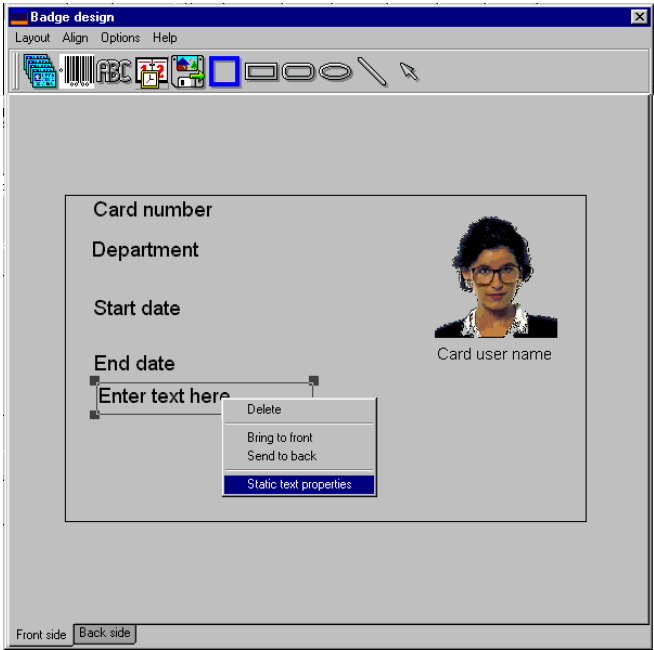 Badge design
Layout Align Options Help
ABC
Card number
Department
Start date
End date
Enter text here
Card user name
Delete
Bring to front
Send to back
Static text properties
Front side Back side